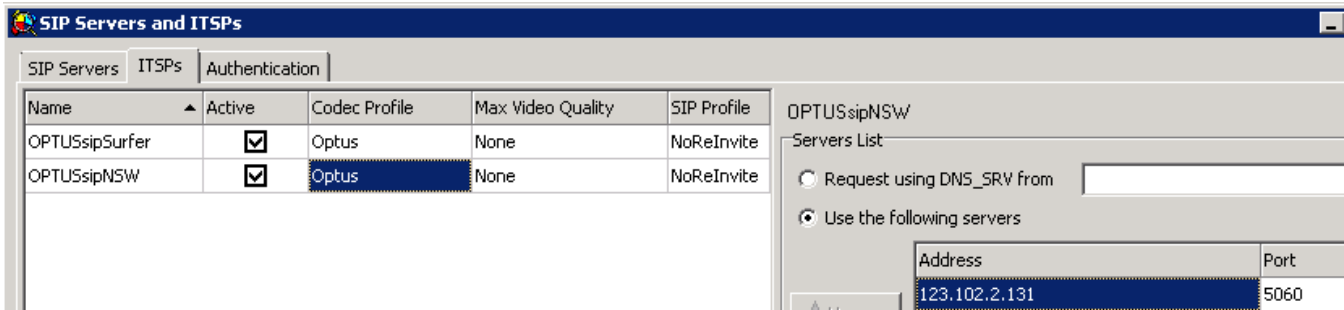 SIP Servers and ITSPs
SIP Servers ITSPs Authentication
Name Active Codec Profile Max Video Quality SIP Profile
OPTUSsipSurfer Optus None NoReInvite
OPTUSsipNSW Optus None NoReInvite
OPTUSsipNSW
Servers List
Request using DNS_SRV from
Use the following servers
Address Port
123.102.2.131 5060